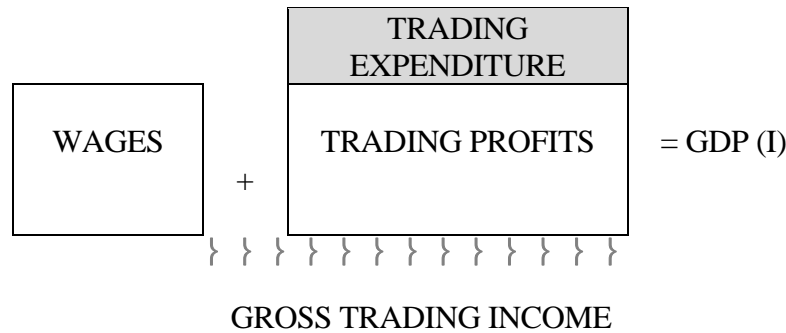 TRADING
EXPENDITURE
WAGES + TRADING PROFITS = GDP (I)
GROSS TRADING INCOME